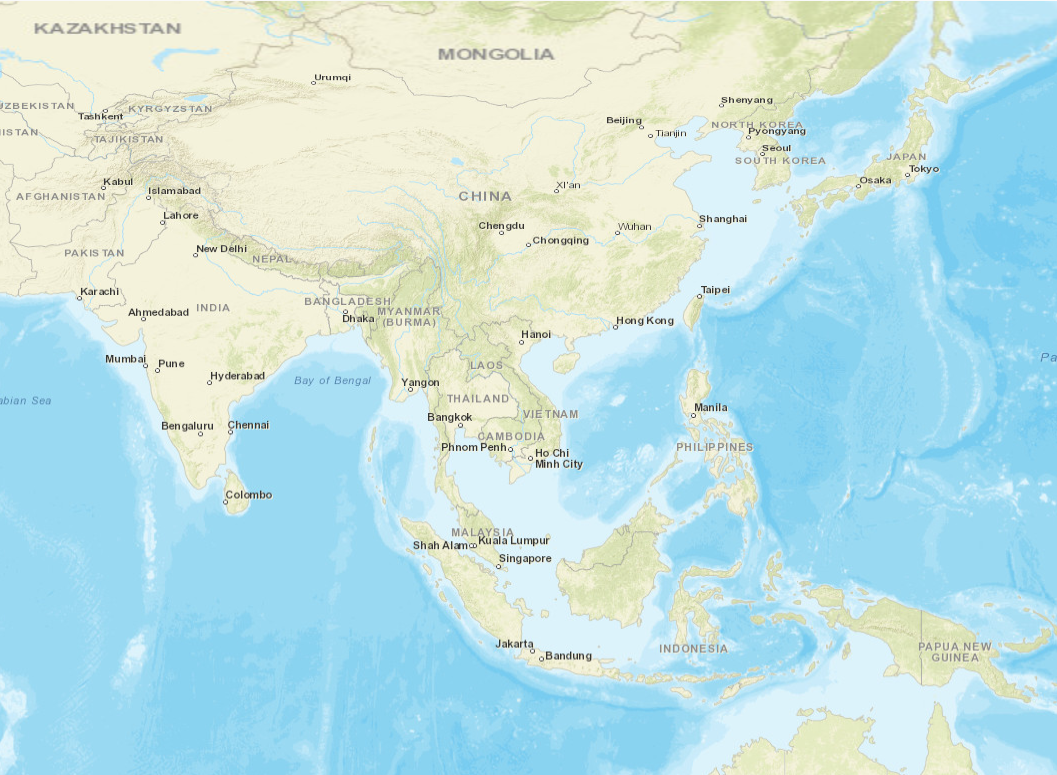 KAZAKHSTAN
MONGOLIA
Urumqi
UZBEKISTAN
KYRGYZSTAN
Tashkent
Shenyang
Beijing
Tianjin
NORTH KOREA
Pyongyang
ISTAN
TAJIKISTAN
Seoul
SOUTH KOREA
JAPAN
Tokyo
Osaka
Kabul
Islamabad
AFGHANISTAN
CHINA
XI'an
Lahore
Chengdu
Wuhan
Shanghai
Chongqing
New Delhi
PAKISTAN
NEPAL
Karachi
Taipei
BANGLADESH
INDIA
Ahmedabad
Dhaka
MYANMAR
(BURMA)
Hong Kong
Hanoi
Mumbai
Pune
LAOS
Pa
Hyderabad
Bay of Bengal
Yangon
abian Sea
THAILAND
Manila
Bangkok
VIETNAM
Bengaluru
Chennai
CAMBODIA
Phnom Penh
PHILIPPINES
Ho Chi
Minh City
Colombo
MALAYSIA
Shah Alam
Kuala Lumpur
Singapore
Jakarta
Bandung
INDONESIA
PAPUA NEW
GUINEA